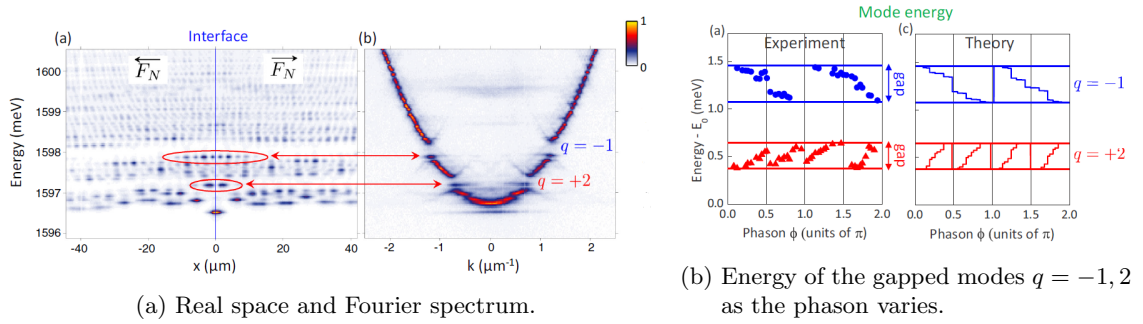 Mode energy
(a) Interface (b)
1
0
F_N F_N
Energy (meV)
1600
1599
1598
1597
1596
q = −1
q = +2
-40 -20 0 20 40
-2 -1 0 1 2
x (μm)
k (μm⁻¹)
(a) Real space and Fourier spectrum.
(a) Experiment
(c) Theory
Energy - E₀ (meV)
1.5
1.0
0.5
0.0
gap
gap
q = −1
q = +2
0.0 0.5 1.0 1.5 2.0
0.0 0.5 1.0 1.5 2.0
Phason ϕ (units of π)
Phason ϕ (units of π)
(b) Energy of the gapped modes q = −1, 2
as the phason varies.